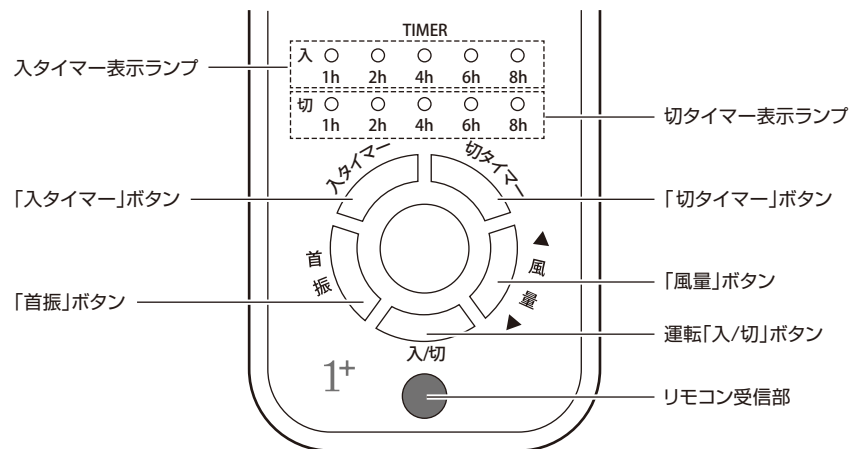 TIMER
入
1h 2h 4h 6h 8h
切
1h 2h 4h 6h 8h
入タイマー表示ランプ
切タイマー表示ランプ
入タイマー
切タイマー
「入タイマー」ボタン
「切タイマー」ボタン
首振
▲風量▼
「首振」ボタン
「風量」ボタン
運転「入/切」ボタン
入/切
1+
リモコン受信部